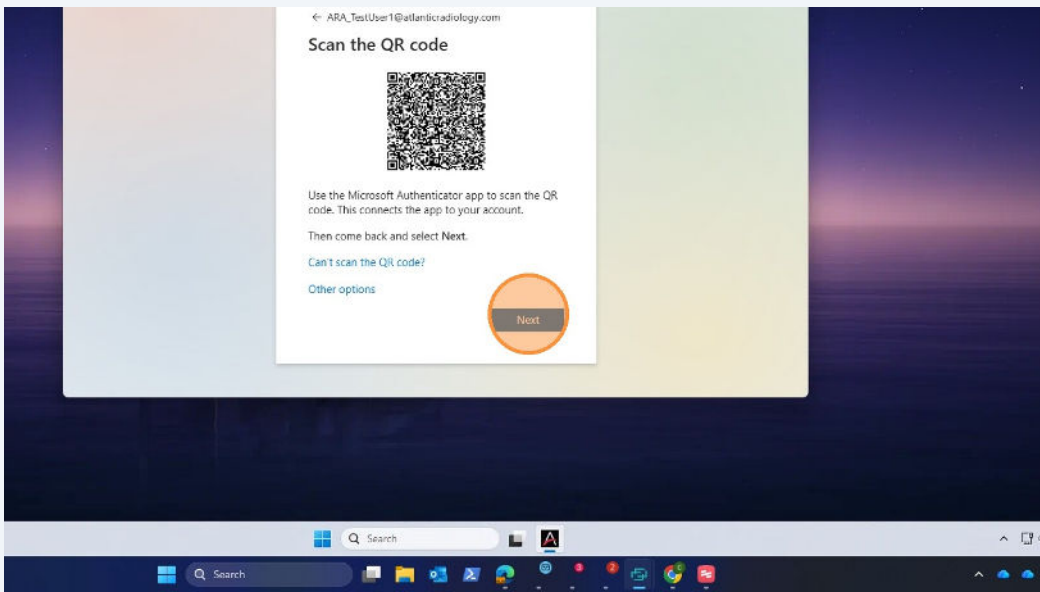 ← ARA_TestUser1@atlanticradiology.com
Scan the QR code
Use the Microsoft Authenticator app to scan the QR
code. This connects the app to your account.
Then come back and select Next.
Can't scan the QR code?
Other options
Next
Search
Search
3
2